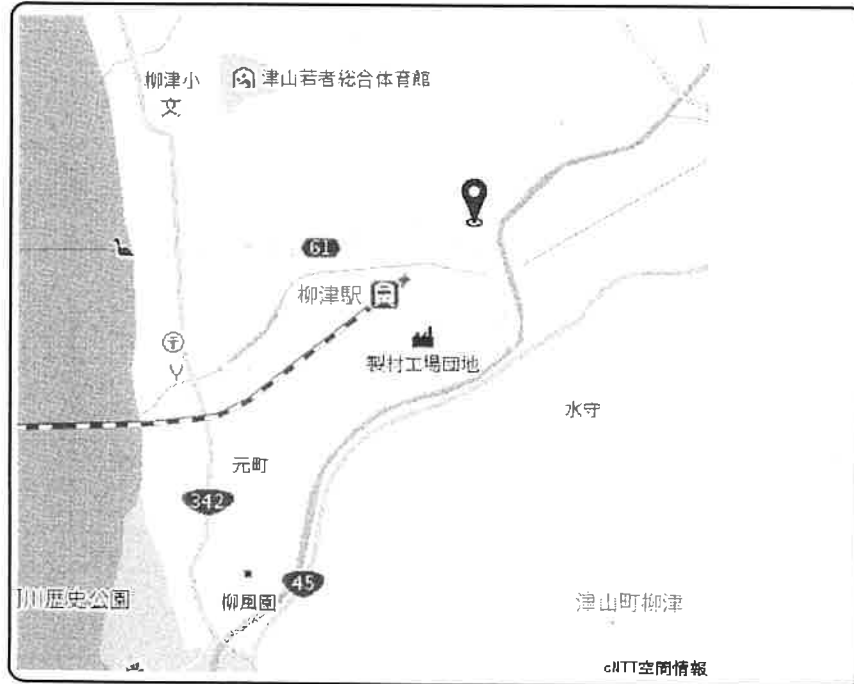 柳津小
文
津山若者総合体育館
61
柳津駅
〒
製材工場団地
水守
元町
342
45
柳風園
川歴史公園
津山町柳津
©NTT空間情報